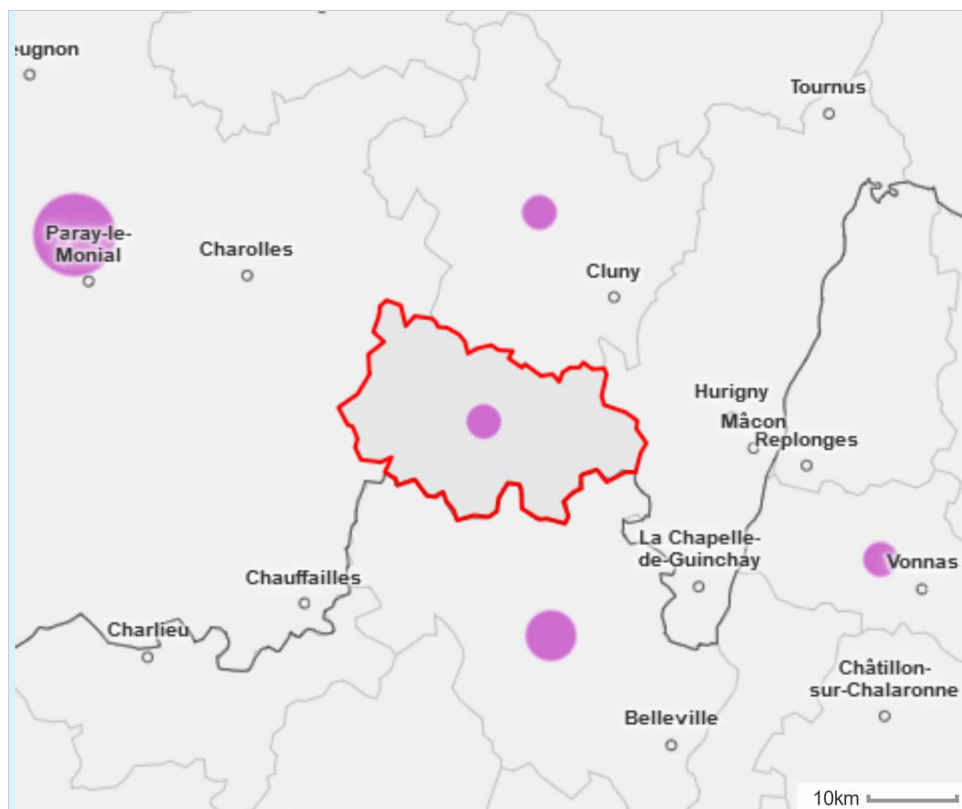 eugnon
Tournus
Paray-le-
Monial
Charolles
Cluny
Hurigny
Mâcon
Replonges
La Chapelle-
de-Guinchay
Vonnas
Chauffailles
Charlieu
Châtillon-
sur-Chalaronne
Belleville
10km